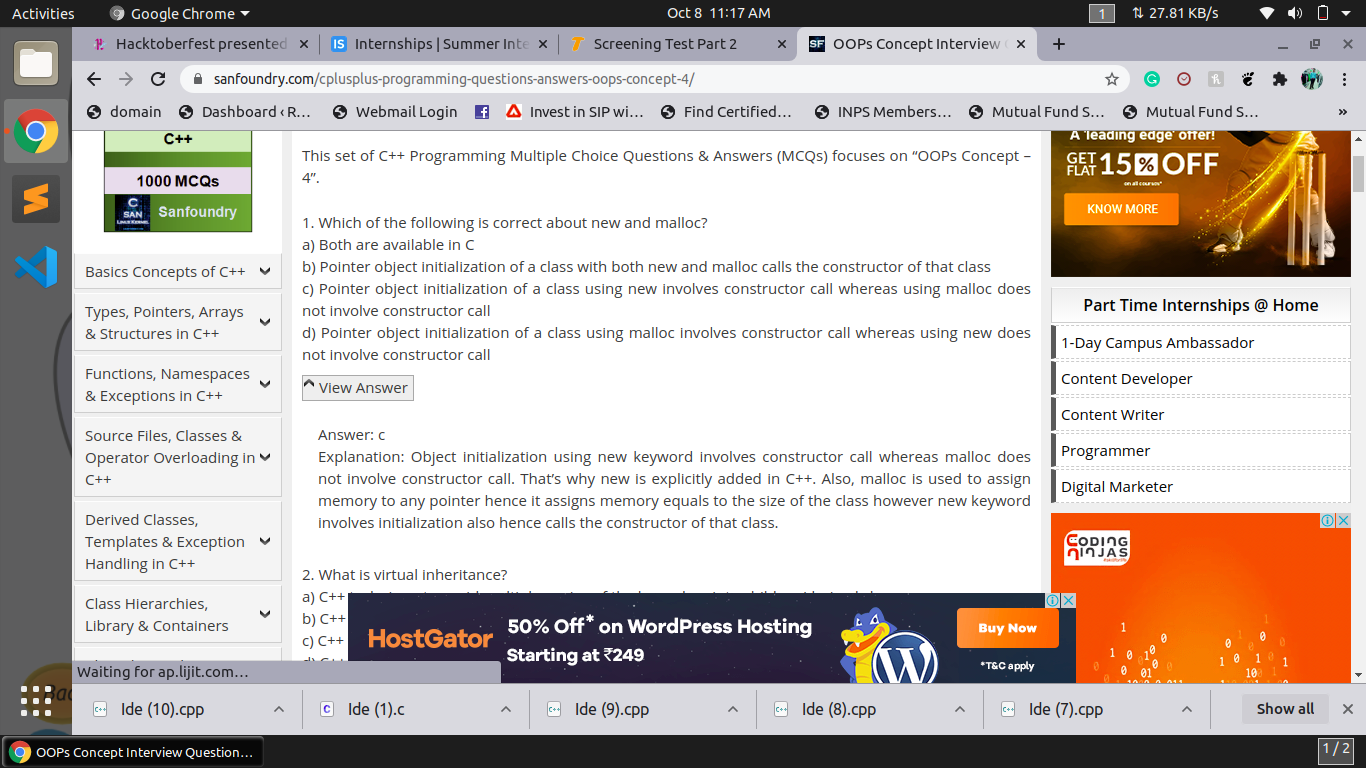 Activities
Google Chrome
Oct 8 11:17 AM
1
27.81 KB/s
Hacktoberfest presented
Internships | Summer Inte
Screening Test Part 2
OOPs Concept Interview
sanfoundry.com/cplusplus-programming-questions-answers-oops-concept-4/
domain
Dashboard ‹ R...
Webmail Login
Invest in SIP wi...
Find Certified...
INPS Members...
Mutual Fund S...
Mutual Fund S...
»
C++
1000 MCQs
C
SAN
LINUX KERNEL
Sanfoundry
Basics Concepts of C++
Types, Pointers, Arrays
& Structures in C++
Functions, Namespaces
& Exceptions in C++
Source Files, Classes &
Operator Overloading in
C++
Derived Classes,
Templates & Exception
Handling in C++
Class Hierarchies,
Library & Containers
This set of C++ Programming Multiple Choice Questions & Answers (MCQs) focuses on “OOPs Concept –
4”.
1. Which of the following is correct about new and malloc?
a) Both are available in C
b) Pointer object initialization of a class with both new and malloc calls the constructor of that class
c) Pointer object initialization of a class using new involves constructor call whereas using malloc does
not involve constructor call
d) Pointer object initialization of a class using malloc involves constructor call whereas using new does
not involve constructor call
View Answer
Answer: c
Explanation: Object initialization using new keyword involves constructor call whereas malloc does
not involve constructor call. That’s why new is explicitly added in C++. Also, malloc is used to assign
memory to any pointer hence it assigns memory equals to the size of the class however new keyword
involves initialization also hence calls the constructor of that class.
2. What is virtual inheritance?
a) C++
b) C++
c) C++
d) C++
A 'leading edge' offer!
GET
FLAT 15% OFF
on all courses*
KNOW MORE
Part Time Internships @ Home
1-Day Campus Ambassador
Content Developer
Content Writer
Programmer
Digital Marketer
CODING
NINJAS
HostGator
50% Off* on WordPress Hosting
Starting at ₹249
Buy Now
*T&C apply
Waiting for ap.lijit.com...
Ide (10).cpp
Ide (1).c
Ide (9).cpp
Ide (8).cpp
Ide (7).cpp
Show all
OOPs Concept Interview Question...
1 / 2